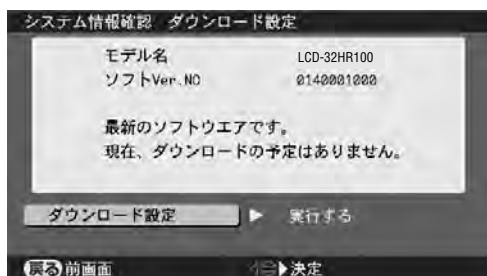 システム情報確認 ダウンロード設定
モデル名 LCD-32HR100
ソフトVer.NO 0140001000
最新のソフトウエアです。
現在、ダウンロードの予定はありません。
ダウンロード設定 ▶ 実行する
戻る 前画面 決定